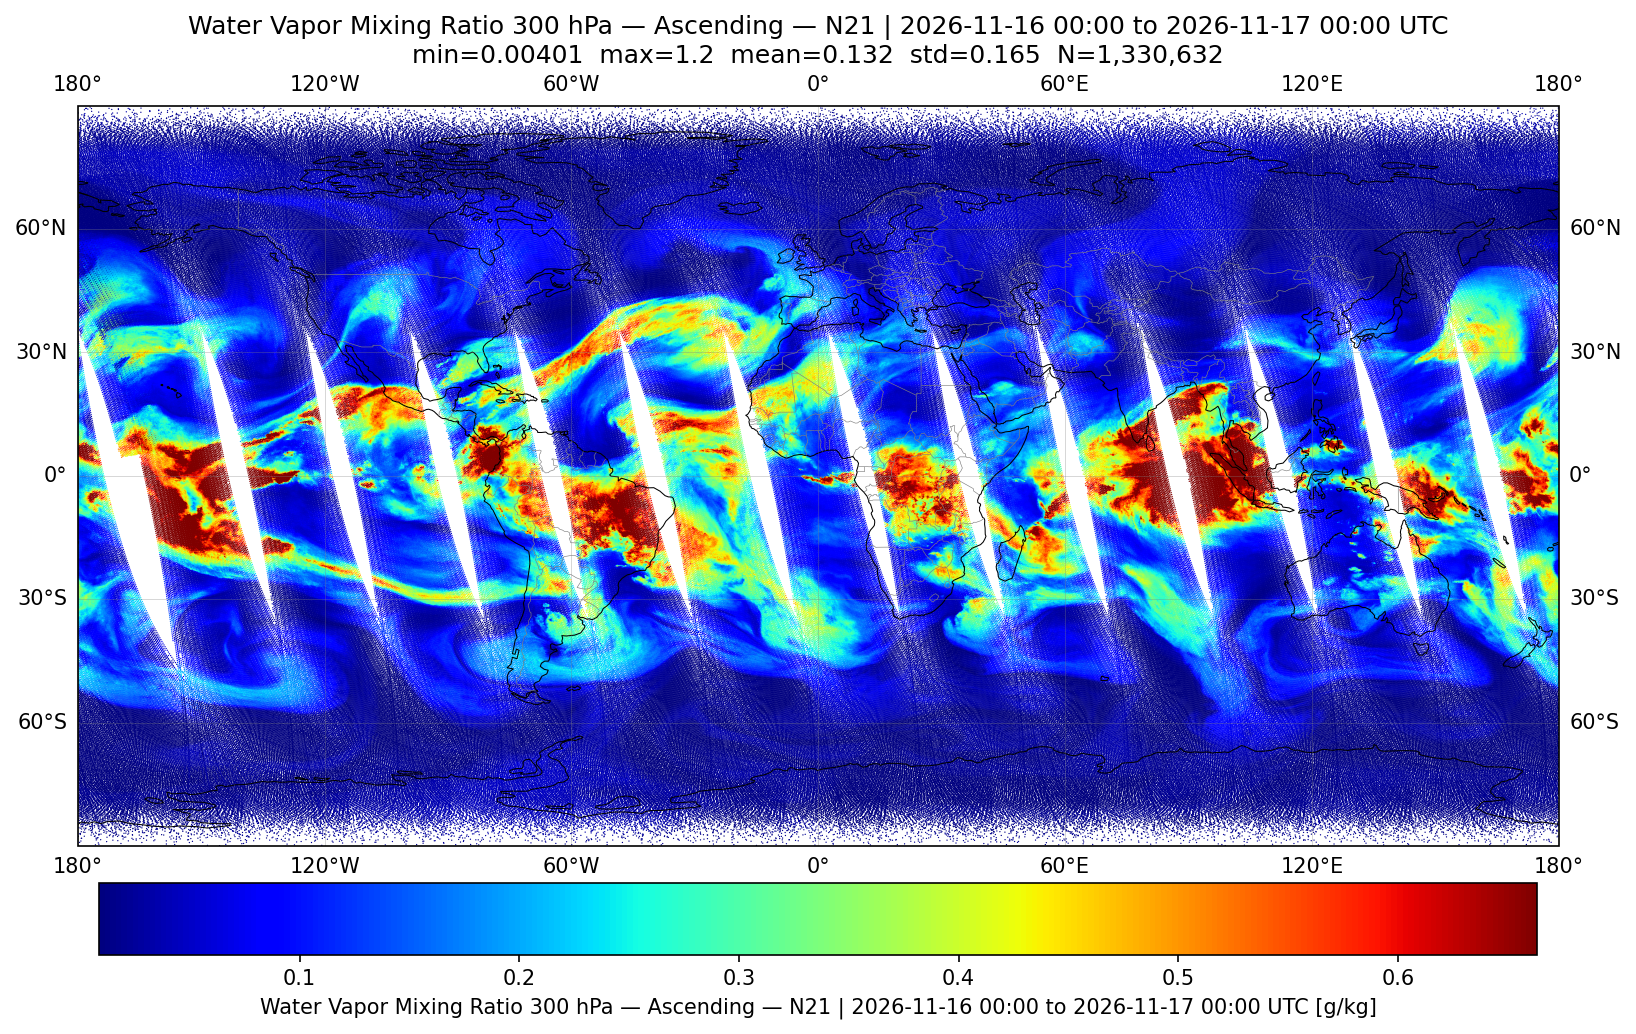 Water Vapor Mixing Ratio 300 hPa — Ascending — N21 | 2026-11-16 00:00 to 2026-11-17 00:00 UTC
min=0.00401 max=1.2 mean=0.132 std=0.165 N=1,330,632
180° 120°W 60°W 0° 60°E 120°E 180°
60°N 60°N
30°N 30°N
0° 0°
30°S 30°S
60°S 60°S
180° 120°W 60°W 0° 60°E 120°E 180°
0.1 0.2 0.3 0.4 0.5 0.6
Water Vapor Mixing Ratio 300 hPa — Ascending — N21 | 2026-11-16 00:00 to 2026-11-17 00:00 UTC [g/kg]